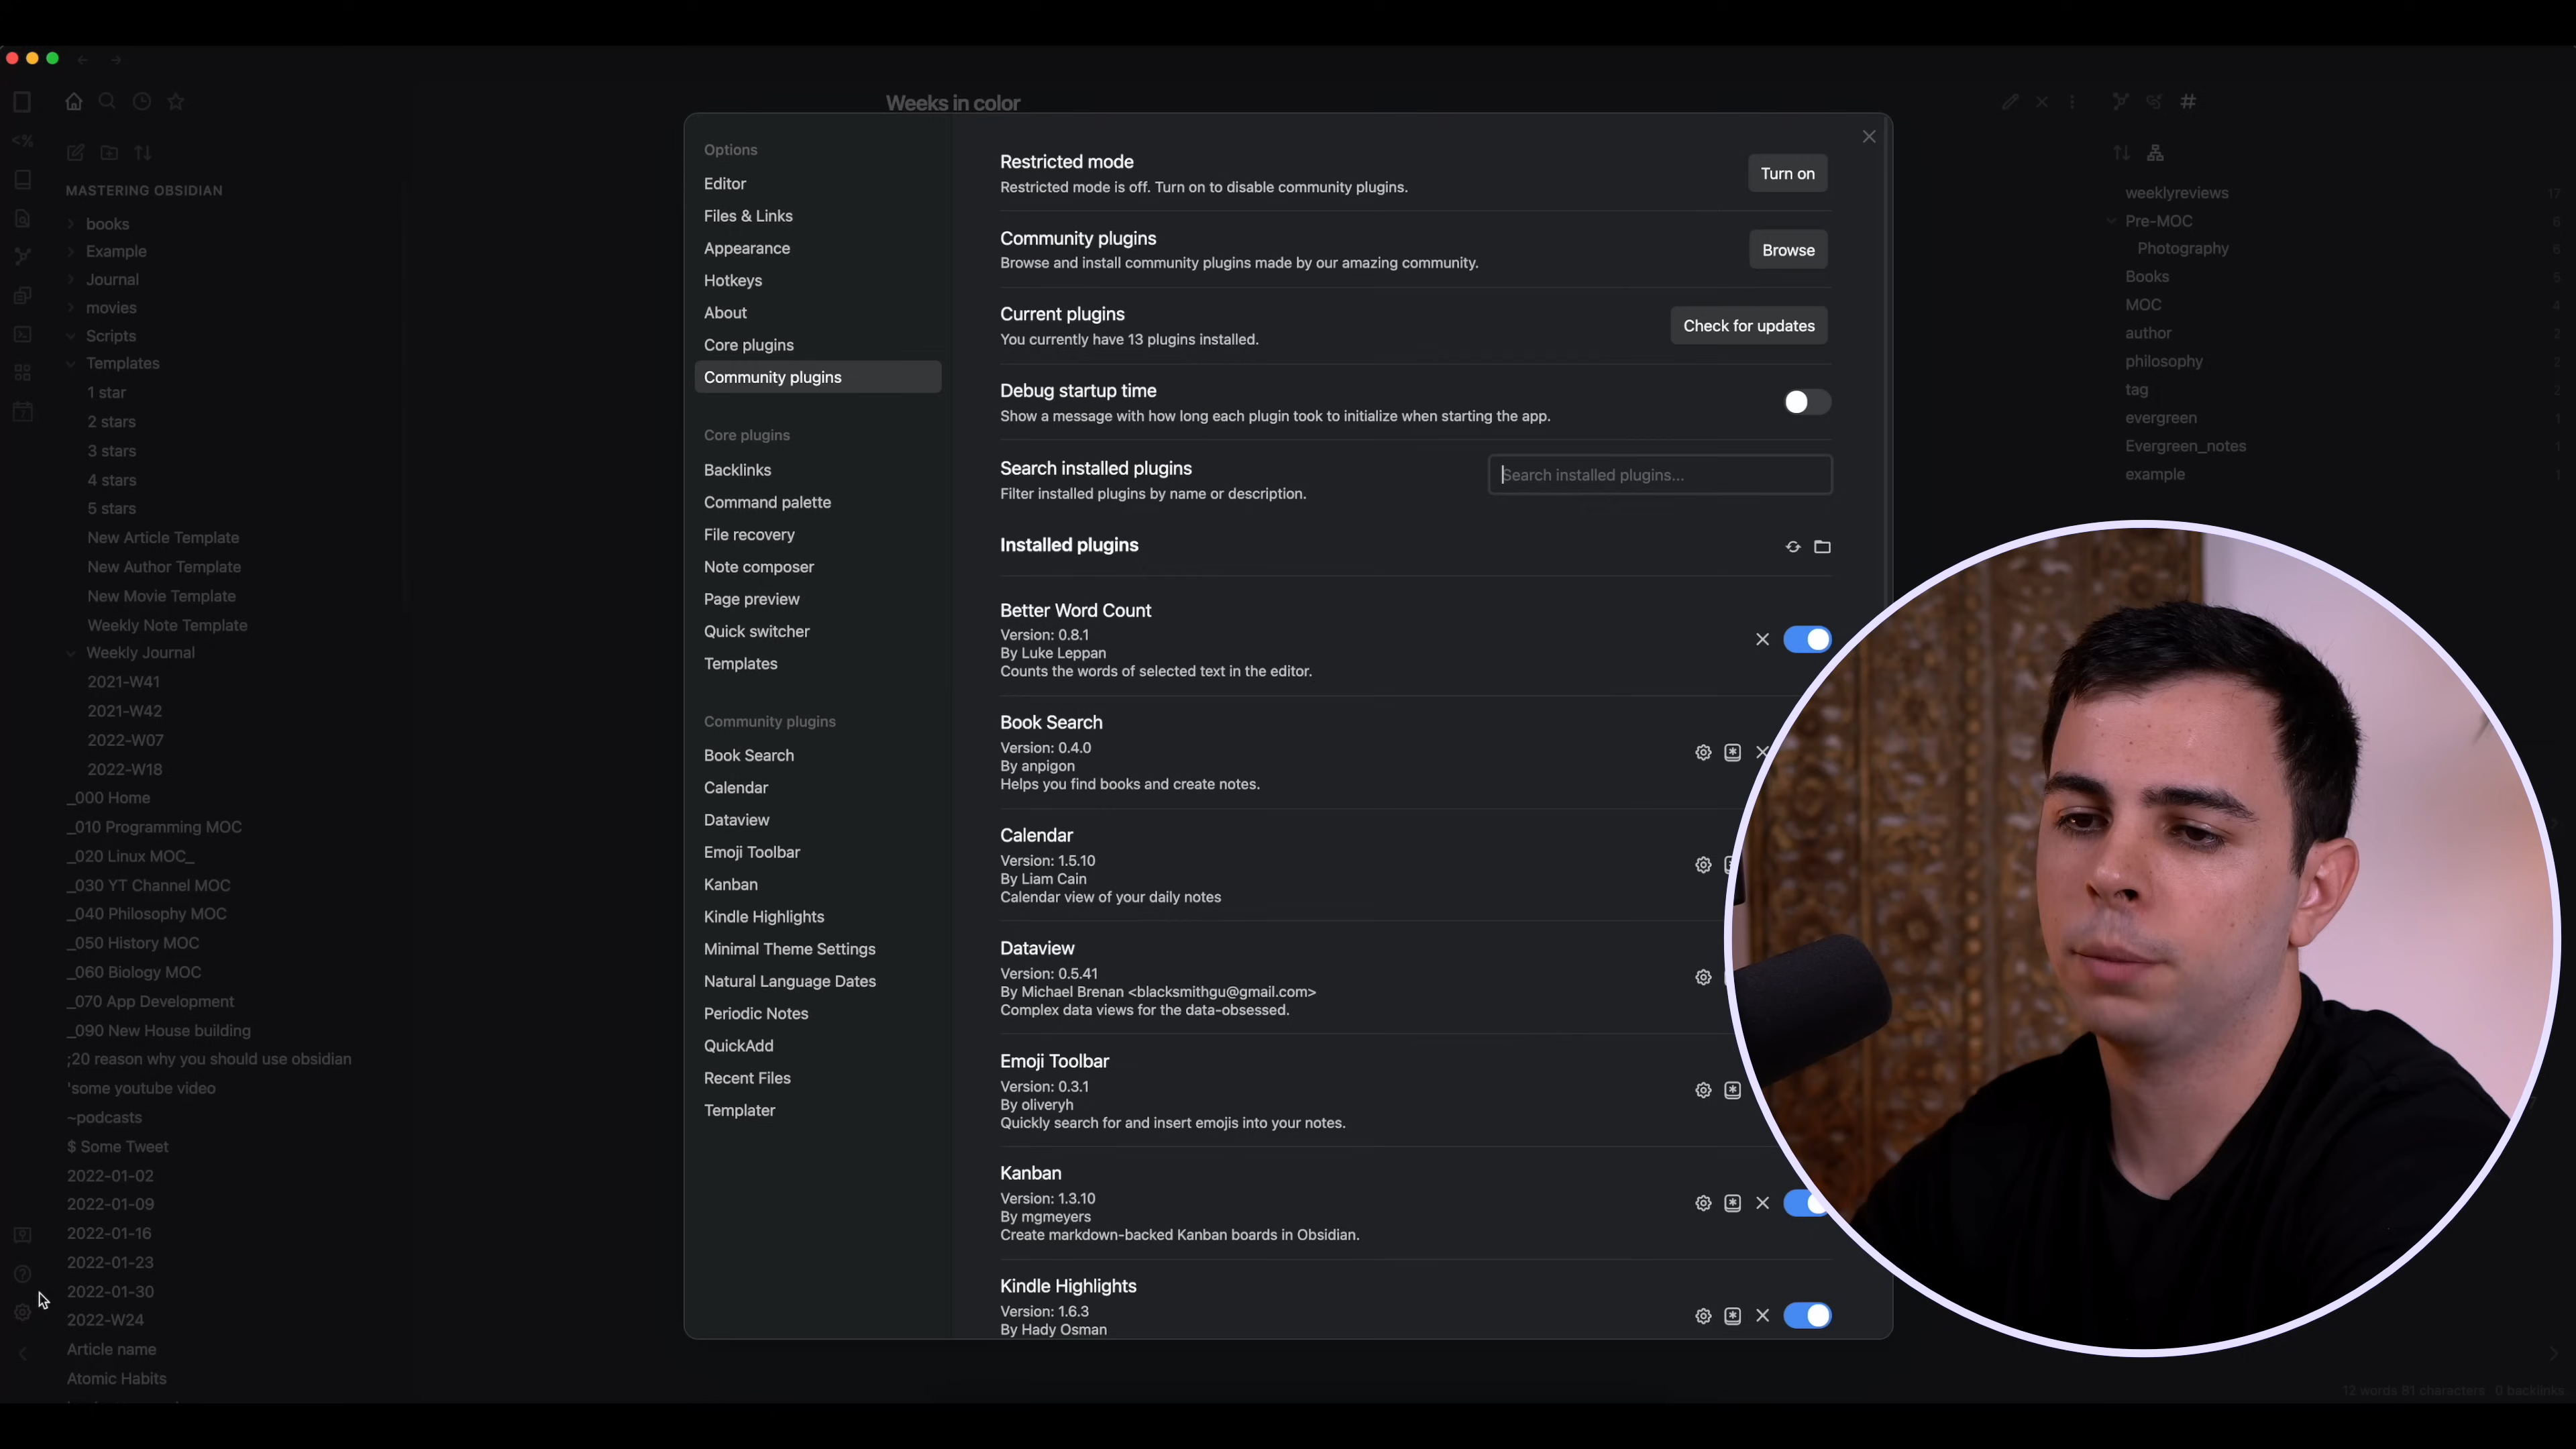 Weeks in color
MASTERING OBSIDIAN
books
Example
Journal
movies
Scripts
Templates
1 star
2 stars
3 stars
4 stars
5 stars
New Article Template
New Author Template
New Movie Template
Weekly Note Template
Weekly Journal
2021-W41
2021-W42
2022-W07
2022-W18
_000 Home
_010 Programming MOC
_020 Linux MOC_
_030 YT Channel MOC
_040 Philosophy MOC
_050 History MOC
_060 Biology MOC
_070 App Development
_090 New House building
;20 reason why you should use obsidian
'some youtube video
~podcasts
$ Some Tweet
2022-01-02
2022-01-09
2022-01-16
2022-01-23
2022-01-30
2022-W24
Article name
Atomic Habits
Options
Editor
Files & Links
Appearance
Hotkeys
About
Core plugins
Community plugins
Core plugins
Backlinks
Command palette
File recovery
Note composer
Page preview
Quick switcher
Templates
Community plugins
Book Search
Calendar
Dataview
Emoji Toolbar
Kanban
Kindle Highlights
Minimal Theme Settings
Natural Language Dates
Periodic Notes
QuickAdd
Recent Files
Templater
Restricted mode
Restricted mode is off. Turn on to disable community plugins.
Turn on
Community plugins
Browse and install community plugins made by our amazing community.
Browse
Current plugins
You currently have 13 plugins installed.
Check for updates
Debug startup time
Show a message with how long each plugin took to initialize when starting the app.
Search installed plugins
Filter installed plugins by name or description.
Search installed plugins...
Installed plugins
Better Word Count
Version: 0.8.1
By Luke Leppan
Counts the words of selected text in the editor.
Book Search
Version: 0.4.0
By anpigon
Helps you find books and create notes.
Calendar
Version: 1.5.10
By Liam Cain
Calendar view of your daily notes
Dataview
Version: 0.5.41
By Michael Brenan <blacksmithgu@gmail.com>
Complex data views for the data-obsessed.
Emoji Toolbar
Version: 0.3.1
By oliveryh
Quickly search for and insert emojis into your notes.
Kanban
Version: 1.3.10
By mgmeyers
Create markdown-backed Kanban boards in Obsidian.
Kindle Highlights
Version: 1.6.3
By Hady Osman
weeklyreviews 17
Pre-MOC 6
Photography 6
Books 5
MOC 4
author 2
philosophy 2
tag 2
evergreen 1
Evergreen_notes 1
example 1
12 words 81 characters 0 backlinks